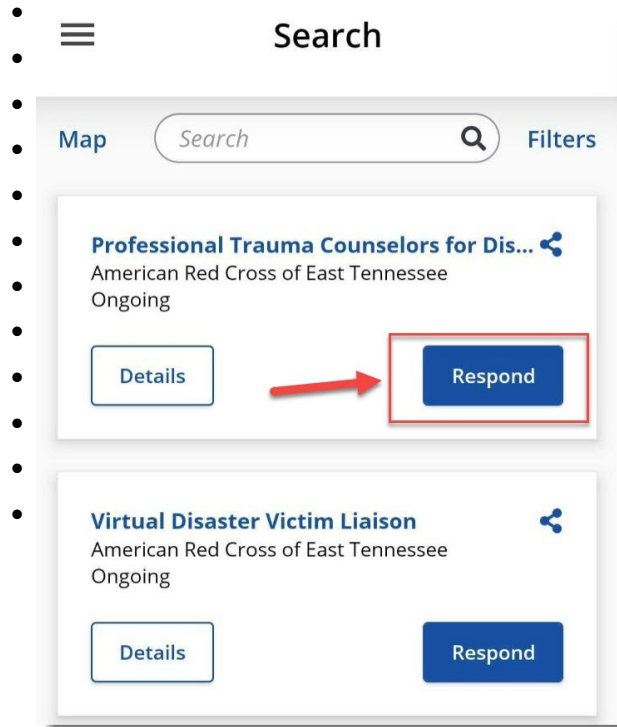 Search
Map Search Filters
Professional Trauma Counselors for Dis...
American Red Cross of East Tennessee
Ongoing
Details Respond
Virtual Disaster Victim Liaison
American Red Cross of East Tennessee
Ongoing
Details Respond